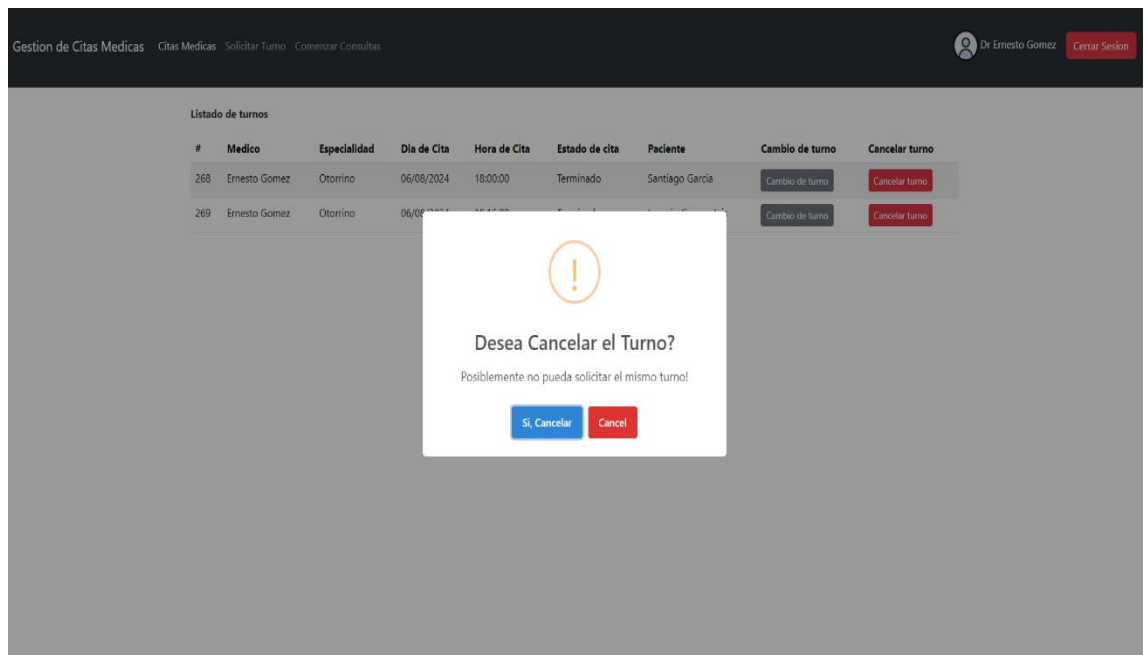 Gestion de Citas Medicas Citas Medicas Solicitar Turno Comenzar Consultas Dr Ernesto Gomez Cerrar Sesion
Listado de turnos
# Medico Especialidad Dia de Cita Hora de Cita Estado de cita Paciente Cambio de turno Cancelar turno
268 Ernesto Gomez Otorrino 06/08/2024 18:00:00 Terminado Santiago Garcia Cambio de turno Cancelar turno
269 Ernesto Gomez Otorrino Cambio de turno Cancelar turno
!
Desea Cancelar el Turno?
Posiblemente no pueda solicitar el mismo turno!
Si, Cancelar Cancel